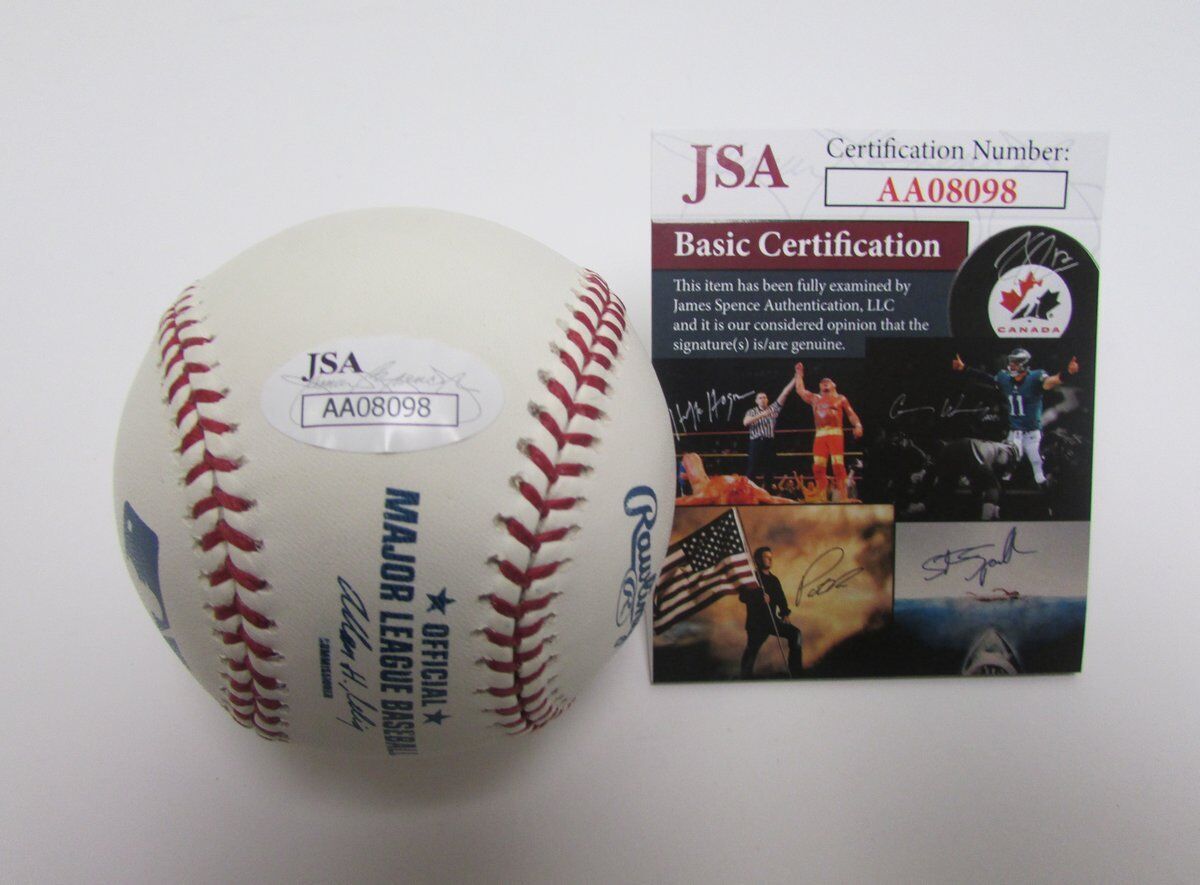 JSA
AA08098
OFFICIAL
MAJOR LEAGUE BASEBALL
Allan H. Selig
COMMISSIONER
JSA
Certification Number:
AA08098
Basic Certification
This item has been fully examined by
James Spence Authentication, LLC
and it is our considered opinion that the
signature(s) is/are genuine.
CANADA
11